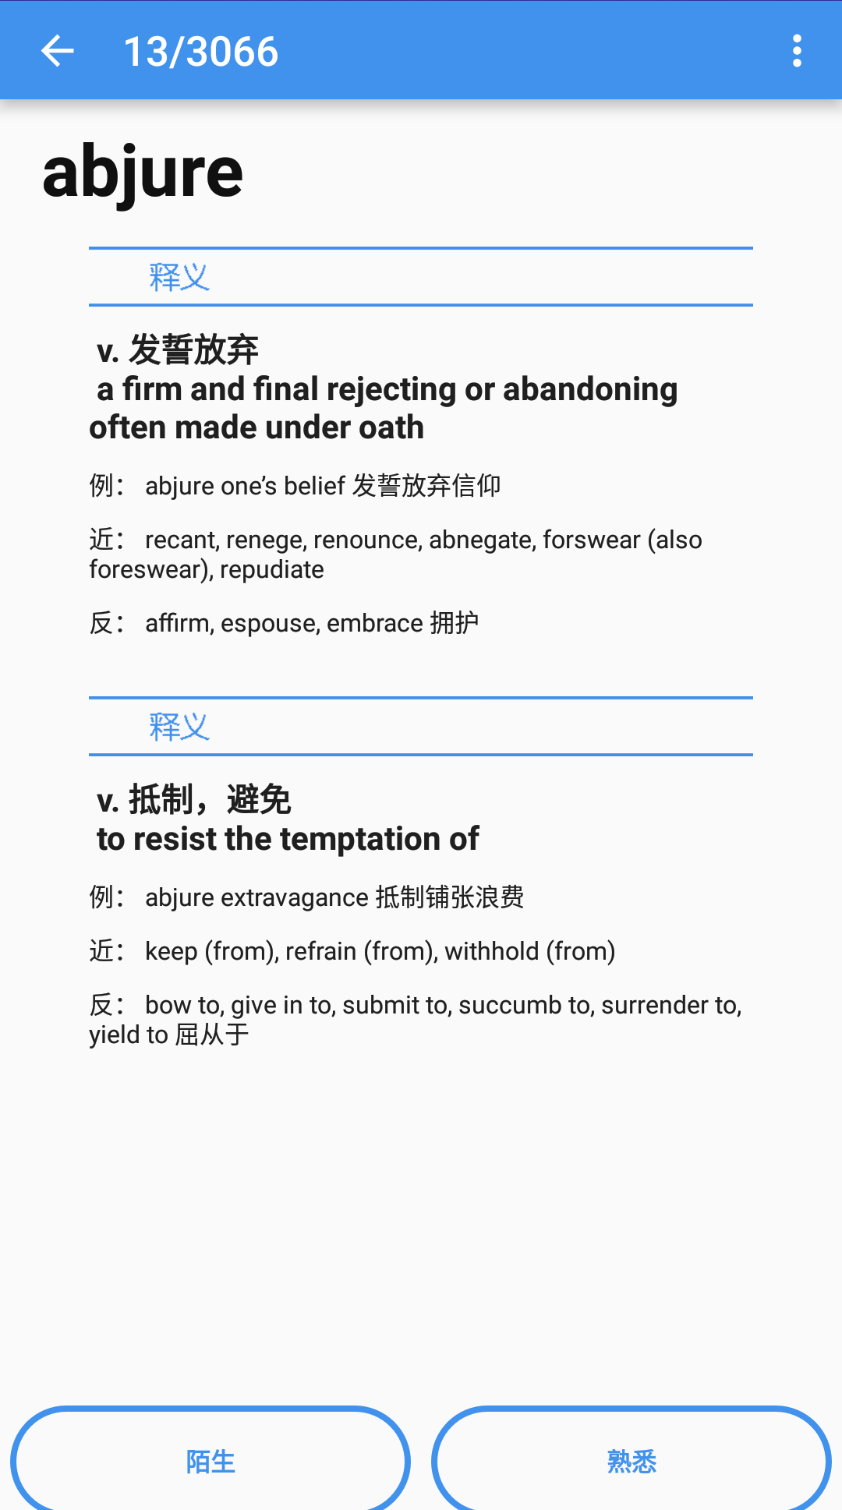 13/3066
abjure
释义
v. 发誓放弃
a firm and final rejecting or abandoning
often made under oath
例： abjure one’s belief 发誓放弃信仰
近： recant, renege, renounce, abnegate, forswear (also
foreswear), repudiate
反： affirm, espouse, embrace 拥护
释义
v. 抵制，避免
to resist the temptation of
例： abjure extravagance 抵制铺张浪费
近： keep (from), refrain (from), withhold (from)
反： bow to, give in to, submit to, succumb to, surrender to,
yield to 屈从于
陌生 熟悉